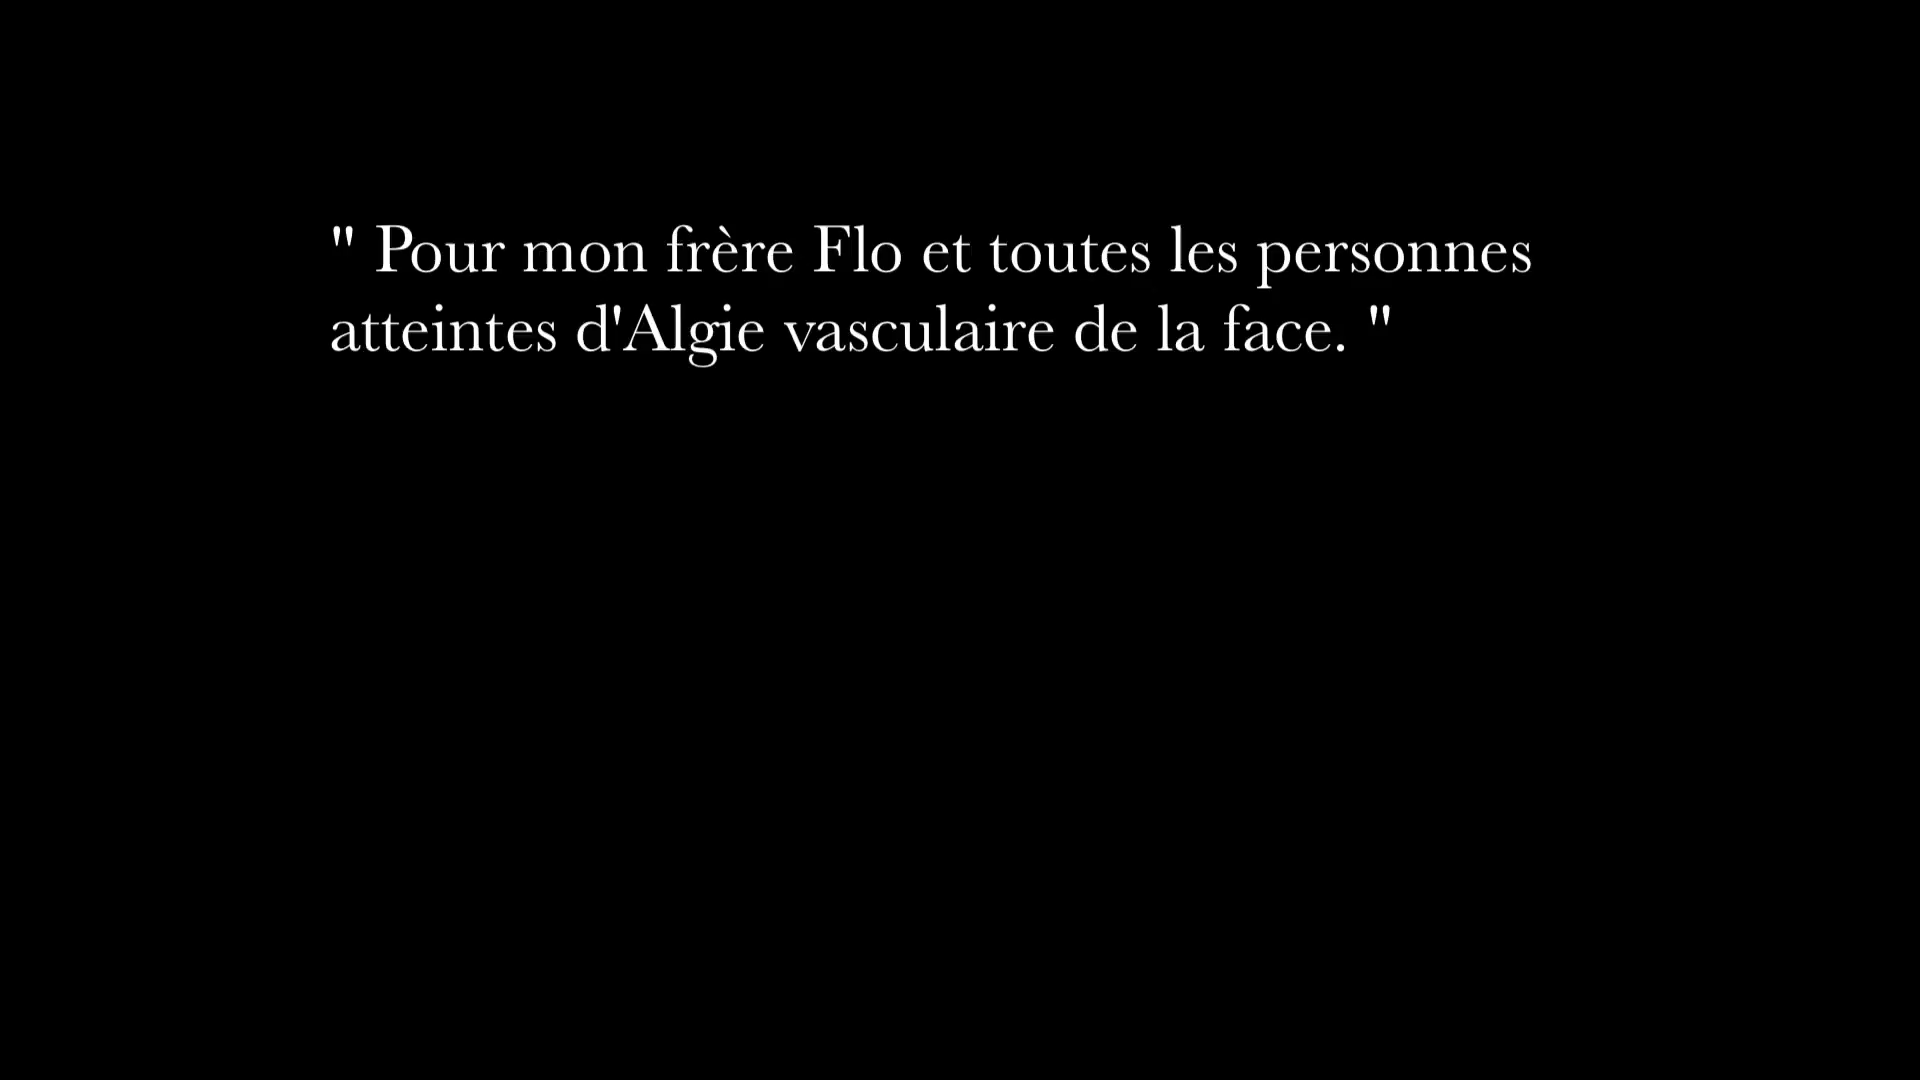 " Pour mon frère Flo et toutes les personnes
atteintes d'Algie vasculaire de la face. "